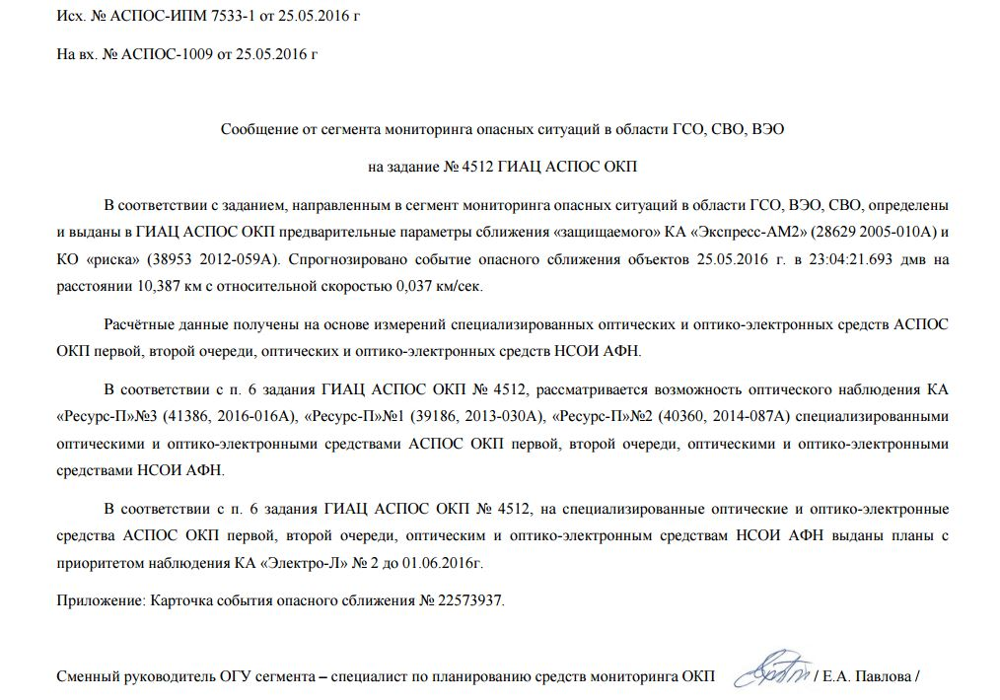 Исх. № АСПОС-ИПМ 7533-1 от 25.05.2016 г
На вх. № АСПОС-1009 от 25.05.2016 г
Сообщение от сегмента мониторинга опасных ситуаций в области ГСО, СВО, ВЭО
на задание № 4512 ГИАЦ АСПОС ОКП
В соответствии с заданием, направленным в сегмент мониторинга опасных ситуаций в области ГСО, ВЭО, СВО, определены
и выданы в ГИАЦ АСПОС ОКП предварительные параметры сближения «защищаемого» КА «Экспресс-АМ2» (28629 2005-010A) и
КО «риска» (38953 2012-059A). Спрогнозировано событие опасного сближения объектов 25.05.2016 г. в 23:04:21.693 дмв на
расстоянии 10,387 км с относительной скоростью 0,037 км/сек.
Расчётные данные получены на основе измерений специализированных оптических и оптико-электронных средств АСПОС
ОКП первой, второй очереди, оптических и оптико-электронных средств НСОИ АФН.
В соответствии с п. 6 задания ГИАЦ АСПОС ОКП № 4512, рассматривается возможность оптического наблюдения КА
«Ресурс-П»№3 (41386, 2016-016A), «Ресурс-П»№1 (39186, 2013-030A), «Ресурс-П»№2 (40360, 2014-087A) специализированными
оптическими и оптико-электронными средствами АСПОС ОКП первой, второй очереди, оптическими и оптико-электронными
средствами НСОИ АФН.
В соответствии с п. 6 задания ГИАЦ АСПОС ОКП № 4512, на специализированные оптические и оптико-электронные
средства АСПОС ОКП первой, второй очереди, оптическим и оптико-электронным средствам НСОИ АФН выданы планы с
приоритетом наблюдения КА «Электро-Л» № 2 до 01.06.2016г.
Приложение: Карточка события опасного сближения № 22573937.
Сменный руководитель ОГУ сегмента – специалист по планированию средств мониторинга ОКП / Е.А. Павлова /